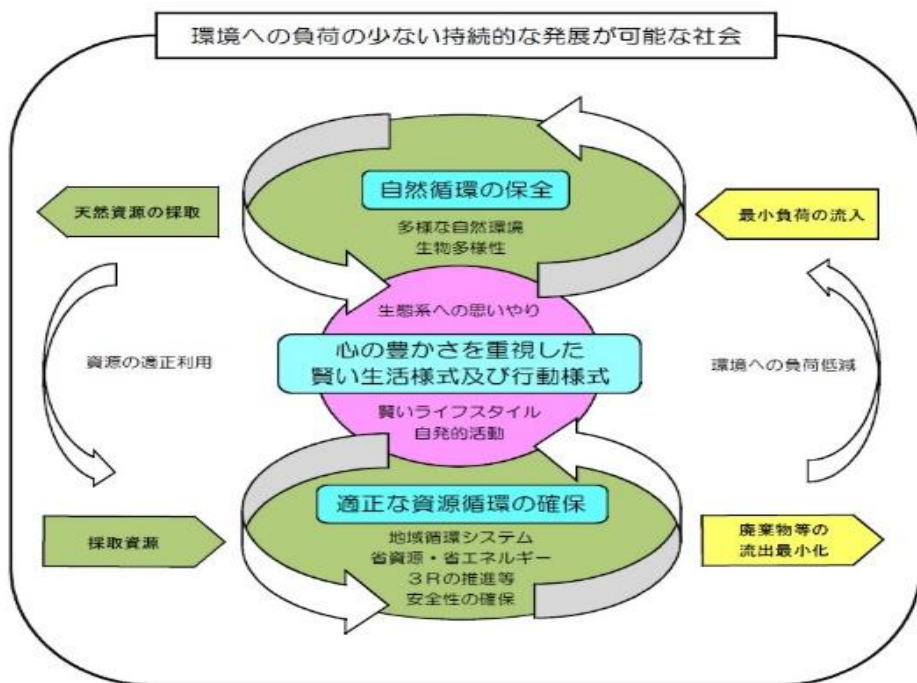 環境への負荷の少ない持続的な発展が可能な社会
自然循環の保全
多様な自然環境
生物多様性
天然資源の採取
最小負荷の流入
生態系への思いやり
心の豊かさを重視した
賢い生活様式及び行動様式
賢いライフスタイル
自発的活動
資源の適正利用
環境への負荷低減
適正な資源循環の確保
地域循環システム
省資源・省エネルギー
3Rの推進等
安全性の確保
採取資源
廃棄物等の
流出最小化